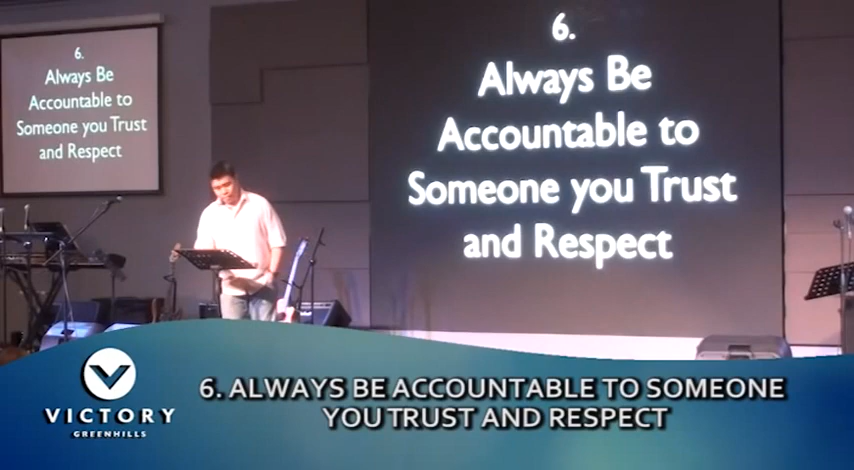 6.
Always Be
Accountable to
Someone you Trust
and Respect
6.
Always Be
Accountable to
Someone you Trust
and Respect
6. ALWAYS BE ACCOUNTABLE TO SOMEONE
YOU TRUST AND RESPECT
VICTORY
GREENHILLS